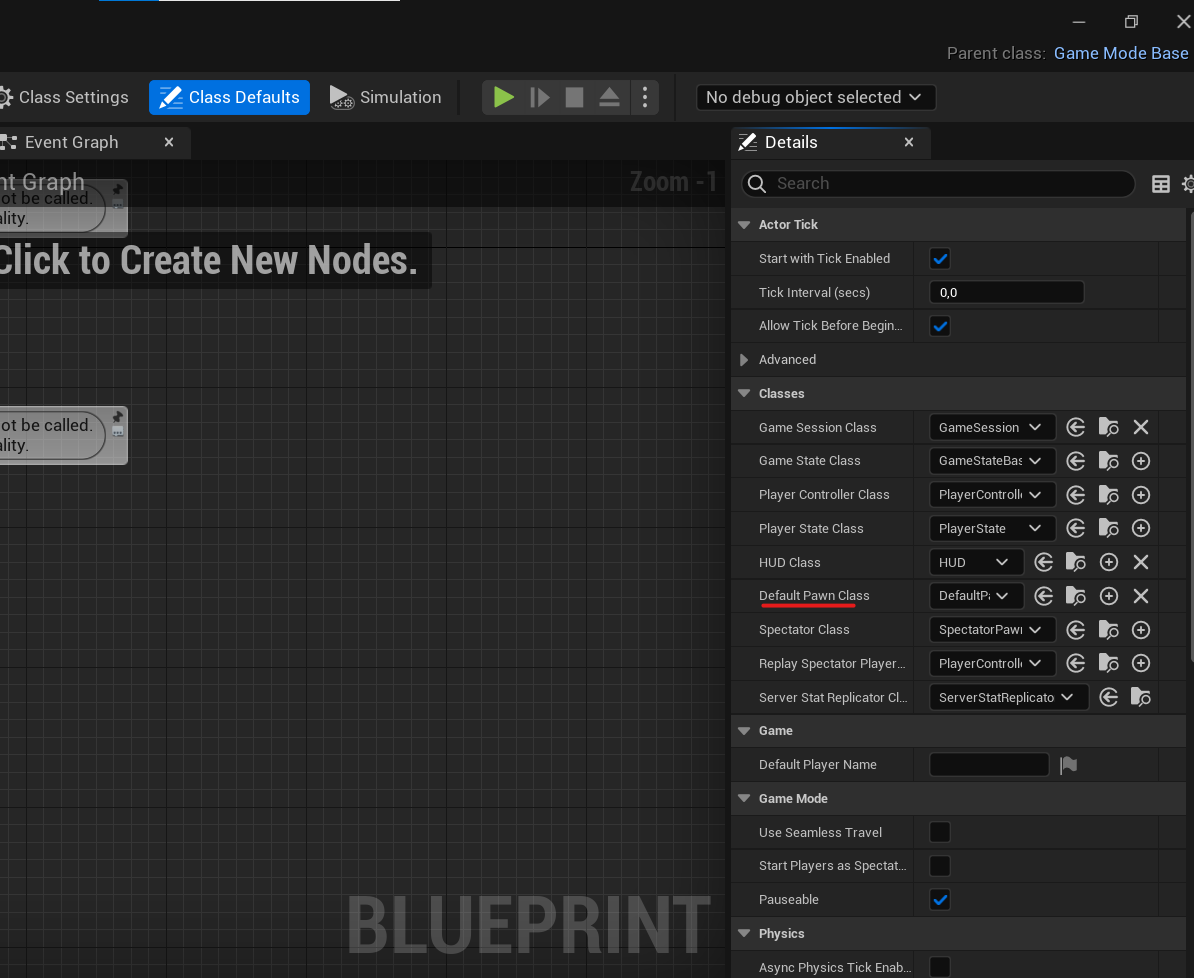 Parent class: Game Mode Base
Class Settings
Class Defaults
Simulation
No debug object selected
Event Graph
nt Graph
Zoom -1
ot be called.
ality.
Click to Create New Nodes.
ot be called.
ality.
BLUEPRINT
Details
Search
Actor Tick
Start with Tick Enabled
Tick Interval (secs) 0,0
Allow Tick Before Begin...
Advanced
Classes
Game Session Class GameSession
Game State Class GameStateBas
Player Controller Class PlayerControlle
Player State Class PlayerState
HUD Class HUD
Default Pawn Class DefaultPa
Spectator Class SpectatorPawn
Replay Spectator Player... PlayerControlle
Server Stat Replicator Cl... ServerStatReplicato
Game
Default Player Name
Game Mode
Use Seamless Travel
Start Players as Spectat...
Pauseable
Physics
Async Physics Tick Enab...